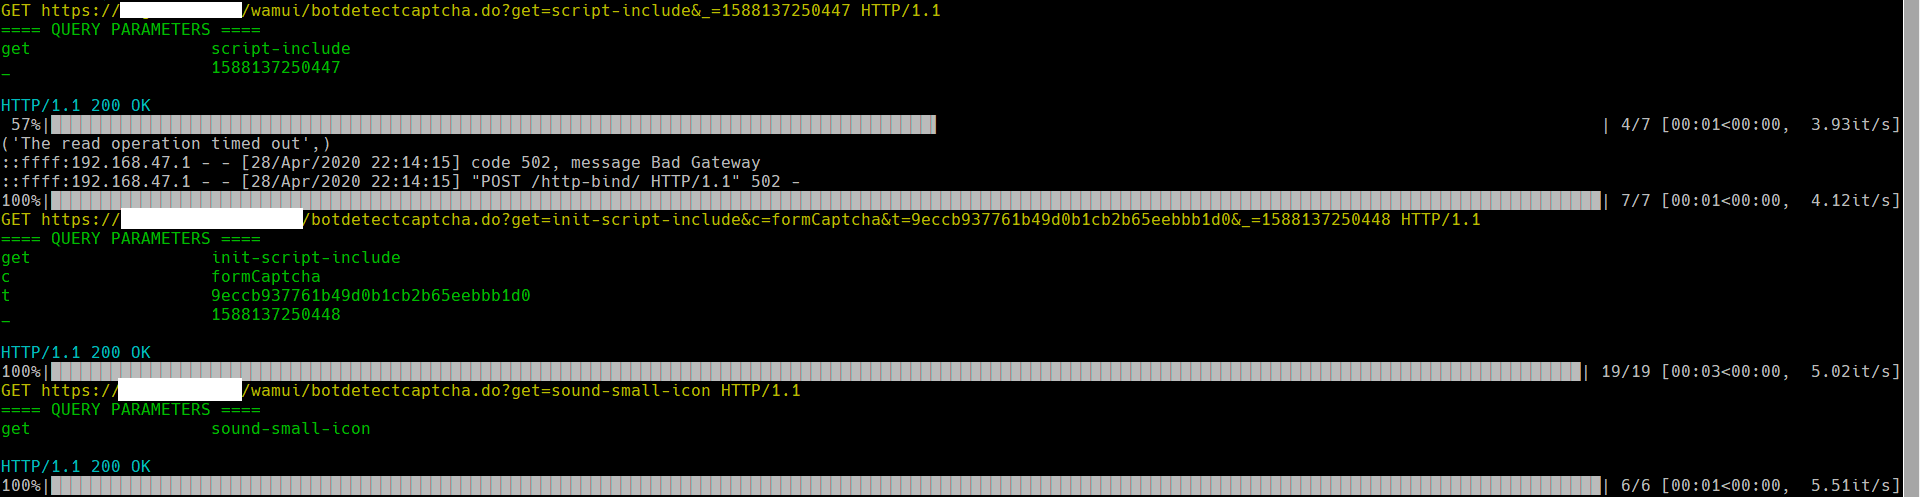 GET https:// /wamui/botdetectcaptcha.do?get=script-include&_=1588137250447 HTTP/1.1
==== QUERY PARAMETERS ====
get script-include
_ 1588137250447
HTTP/1.1 200 OK
57%| | 4/7 [00:01<00:00, 3.93it/s]
('The read operation timed out',)
::ffff:192.168.47.1 - - [28/Apr/2020 22:14:15] code 502, message Bad Gateway
::ffff:192.168.47.1 - - [28/Apr/2020 22:14:15] "POST /http-bind/ HTTP/1.1" 502 -
100%| | 7/7 [00:01<00:00, 4.12it/s]
GET https:// /botdetectcaptcha.do?get=init-script-include&c=formCaptcha&t=9eccb937761b49d0b1cb2b65eebbb1d0&_=1588137250448 HTTP/1.1
==== QUERY PARAMETERS ====
get init-script-include
c formCaptcha
t 9eccb937761b49d0b1cb2b65eebbb1d0
_ 1588137250448
HTTP/1.1 200 OK
100%| | 19/19 [00:03<00:00, 5.02it/s]
GET https:// /wamui/botdetectcaptcha.do?get=sound-small-icon HTTP/1.1
==== QUERY PARAMETERS ====
get sound-small-icon
HTTP/1.1 200 OK
100%| | 6/6 [00:01<00:00, 5.51it/s]